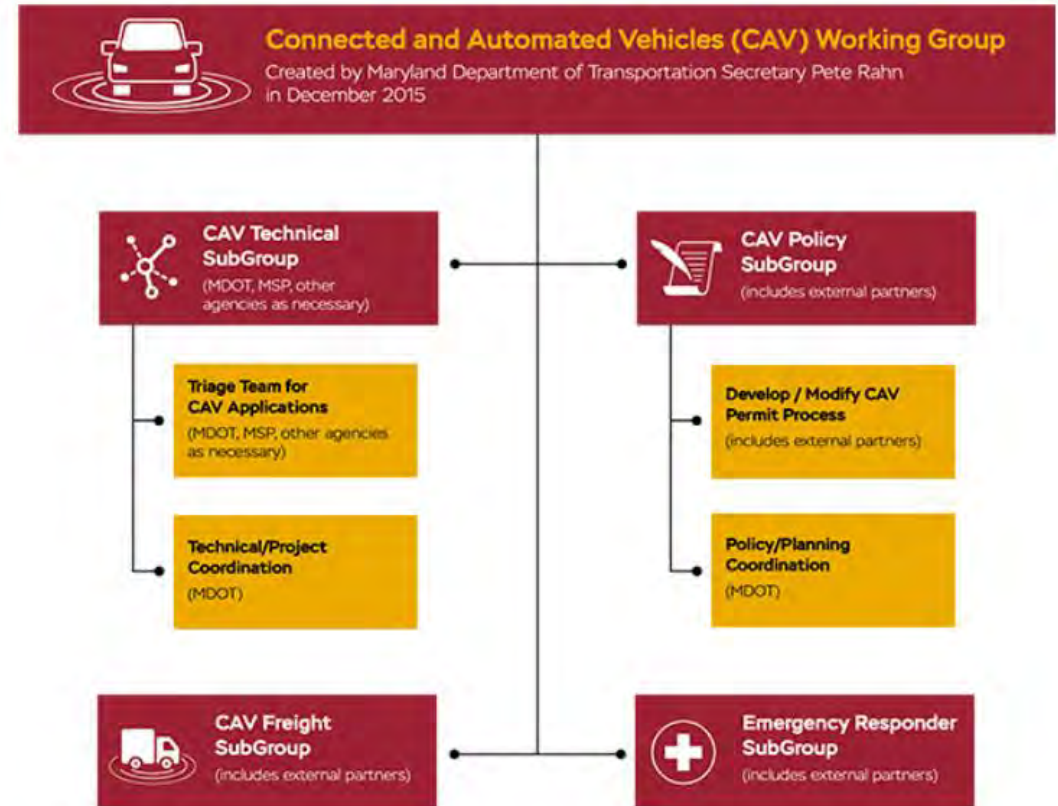 Connected and Automated Vehicles (CAV) Working Group
Created by Maryland Department of Transportation Secretary Pete Rahn
in December 2015
CAV Technical
SubGroup
(MDOT, MSP, other
agencies as necessary)
Triage Team for
CAV Applications
(MDOT, MSP, other agencies
as necessary)
Technical/Project
Coordination
(MDOT)
CAV Policy
SubGroup
(includes external partners)
Develop / Modify CAV
Permit Process
(includes external partners)
Policy/Planning
Coordination
(MDOT)
CAV Freight
SubGroup
(includes external partners)
Emergency Responder
SubGroup
(includes external partners)